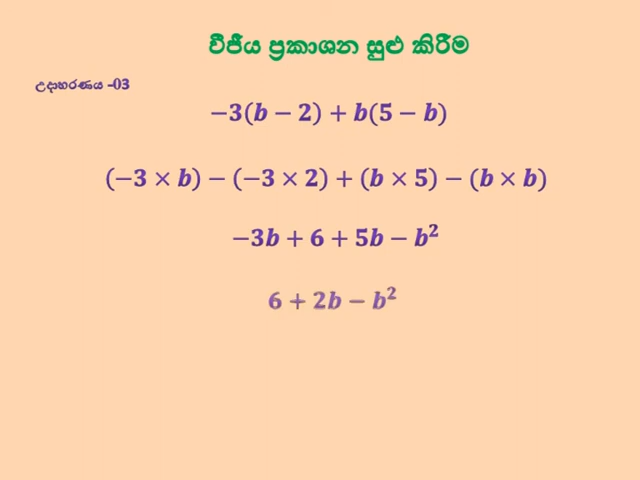 වීජීය ප්‍රකාශන සුළු කිරීම
උදාහරණය -03
−3(b − 2) + b(5 − b)
(−3 × b) − (−3 × 2) + (b × 5) − (b × b)
−3b + 6 + 5b − b²
6 + 2b − b²